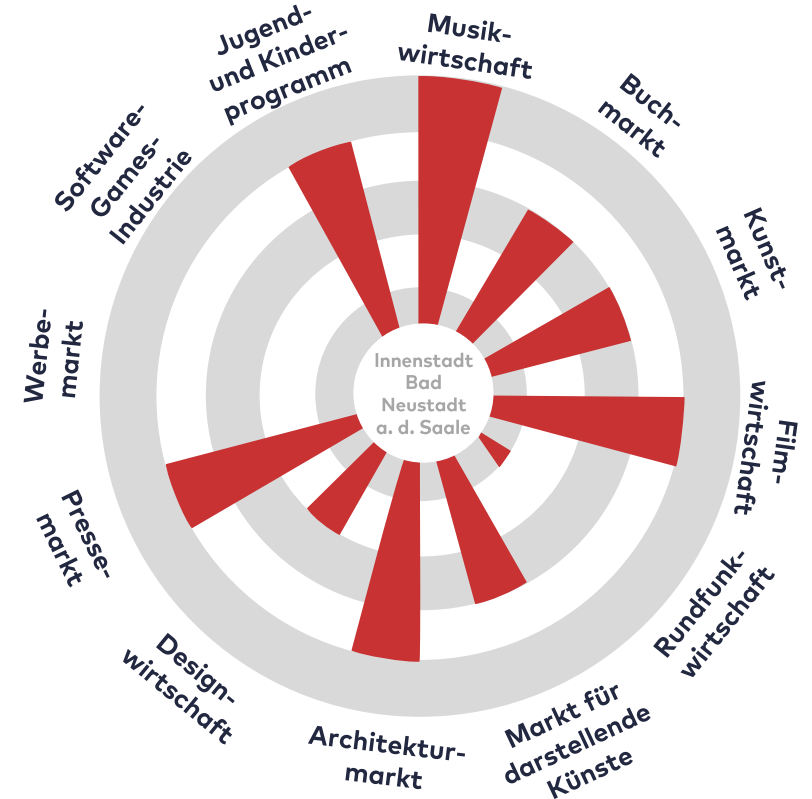 Musik-
wirtschaft
Buch-
markt
Kunst-
markt
Film-
wirtschaft
Rundfunk-
wirtschaft
Markt für
darstellende
Künste
Architektur-
markt
Design-
wirtschaft
Presse-
markt
Werbe-
markt
Software-
Games-
Industrie
Jugend-
und Kinder-
programm
Innenstadt
Bad
Neustadt
a. d. Saale